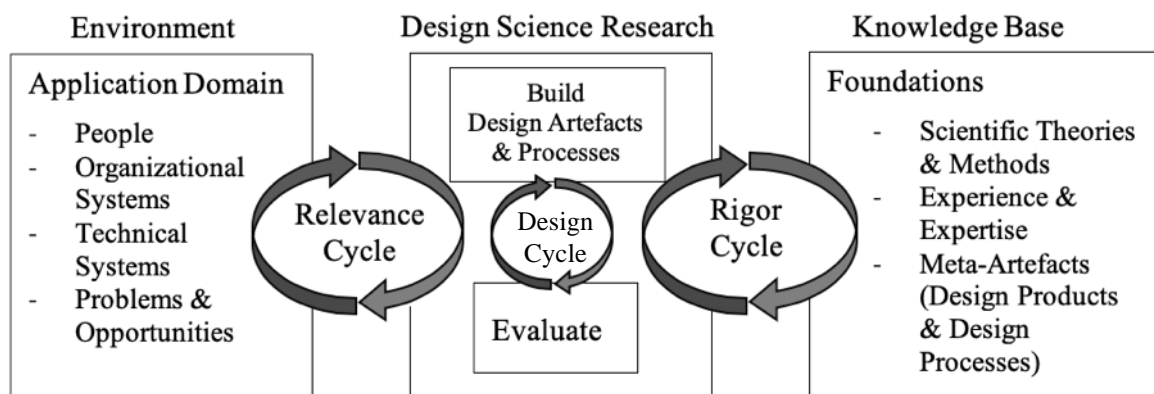 Environment
Application Domain
- People
- Organizational
Systems
- Technical
Systems
- Problems &
Opportunities
Relevance
Cycle
Design Science Research
Build
Design Artefacts
& Processes
Design
Cycle
Evaluate
Rigor
Cycle
Knowledge Base
Foundations
- Scientific Theories
& Methods
- Experience &
Expertise
- Meta-Artefacts
(Design Products
& Design
Processes)